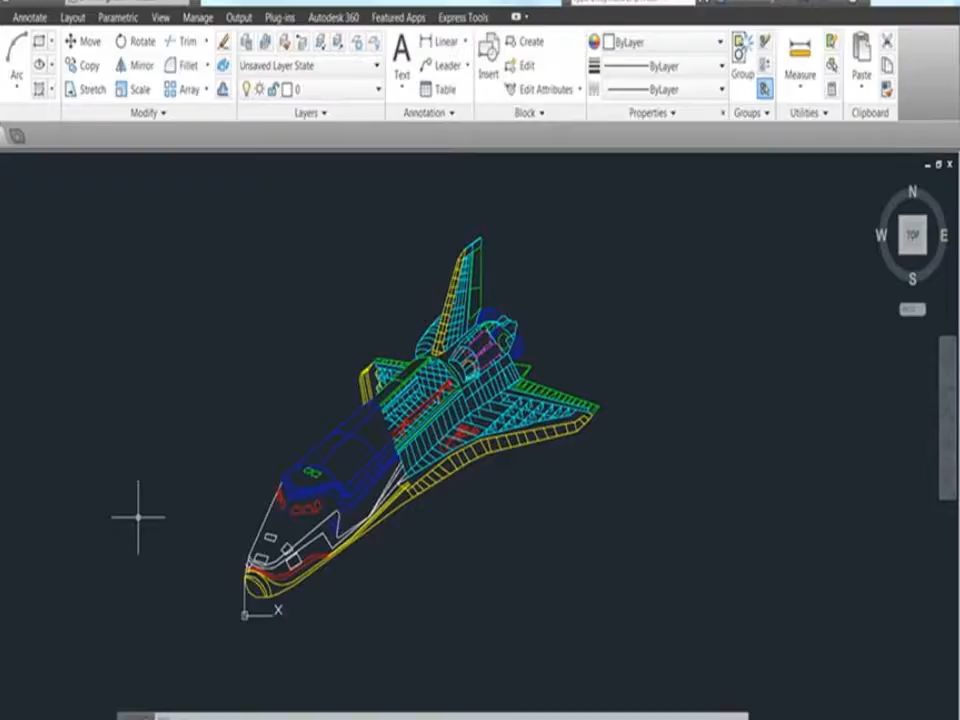 Annotate Layout Parametric View Manage Output Plug-ins Autodesk 360 Featured Apps Express Tools
Arc
Move Rotate Trim
Copy Mirror Fillet
Stretch Scale Array
Modify
Unsaved Layer State
0
Layers
Text
Linear
Leader
Table
Annotation
Insert
Create
Edit
Edit Attributes
Block
ByLayer
ByLayer
ByLayer
Properties
Group
Groups
Measure
Utilities
Paste
Clipboard
N
W TOP E
S
X